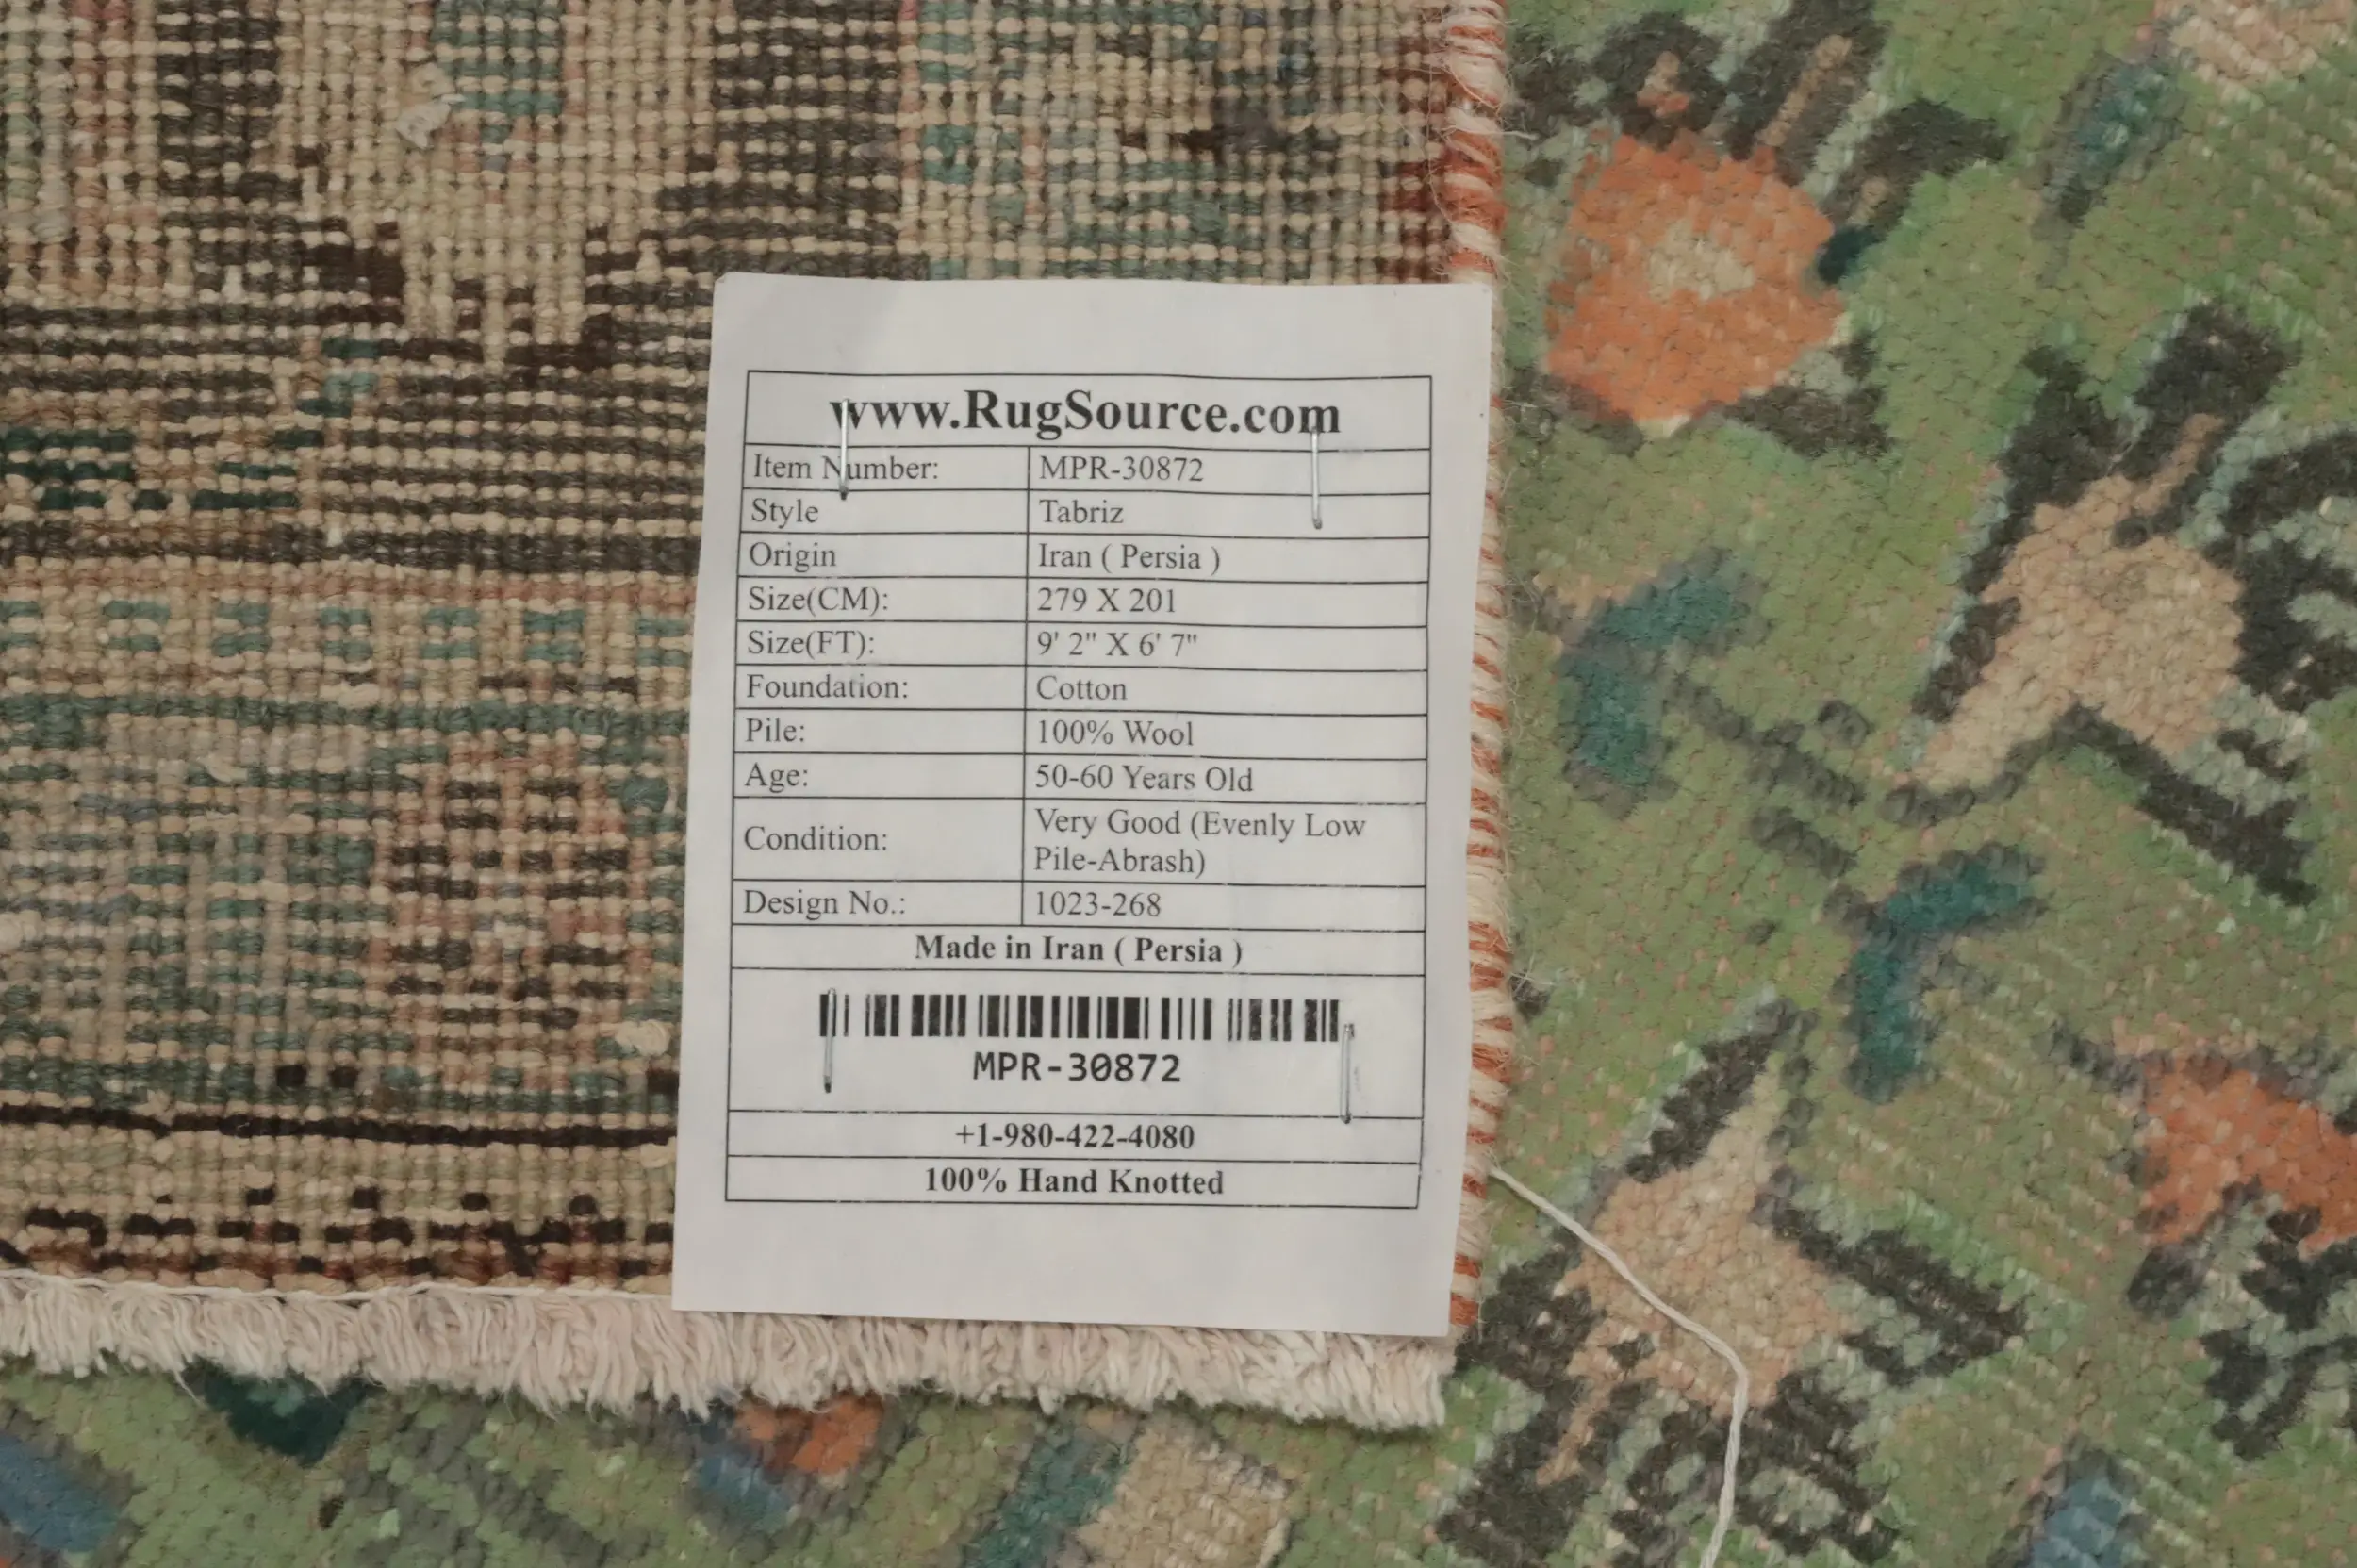 www.RugSource.com
Item Number: MPR-30872
Style Tabriz
Origin Iran ( Persia )
Size(CM): 279 X 201
Size(FT): 9' 2" X 6' 7"
Foundation: Cotton
Pile: 100% Wool
Age: 50-60 Years Old
Condition: Very Good (Evenly Low
Pile-Abrash)
Design No.: 1023-268
Made in Iran ( Persia )
MPR-30872
+1-980-422-4080
100% Hand Knotted